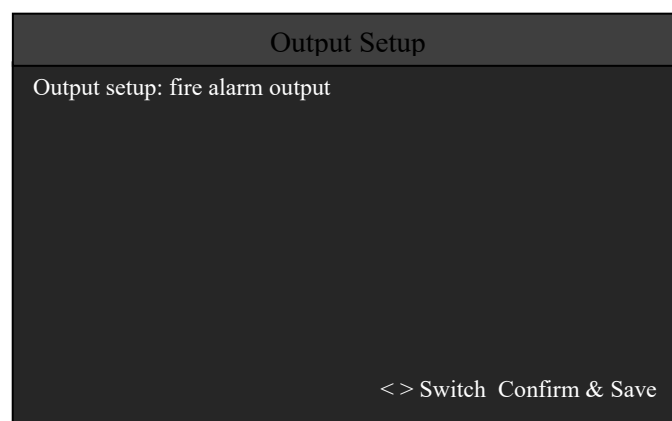 Output Setup
Output setup: fire alarm output
< > Switch Confirm & Save